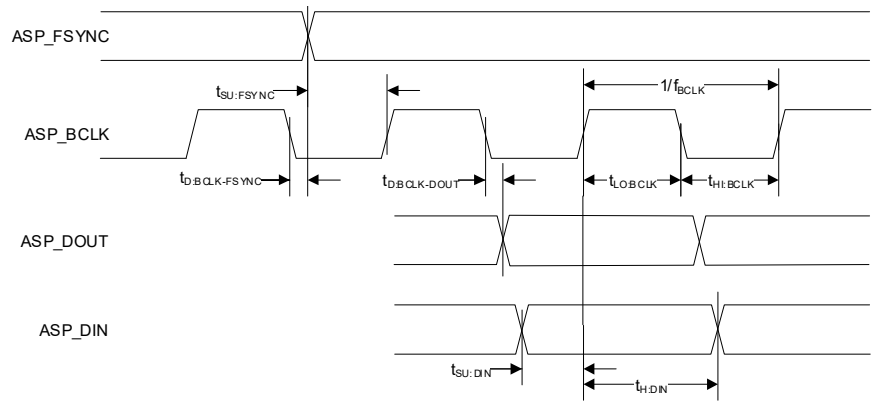 ASP_FSYNC
tSU:FSYNC
1/fBCLK
ASP_BCLK
tD:BCLK-FSYNC
tD:BCLK-DOUT
tLO:BCLK
tHI:BCLK
ASP_DOUT
ASP_DIN
tSU:DIN
tH:DIN